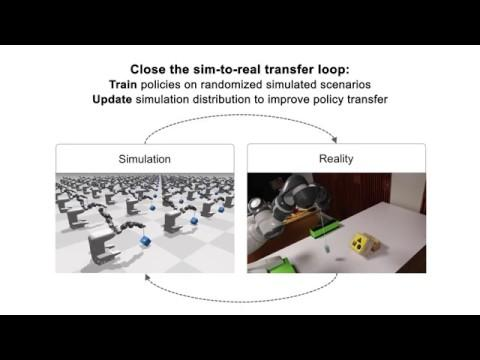 Close the sim-to-real transfer loop:
Train policies on randomized simulated scenarios
Update simulation distribution to improve policy transfer
Simulation
Reality